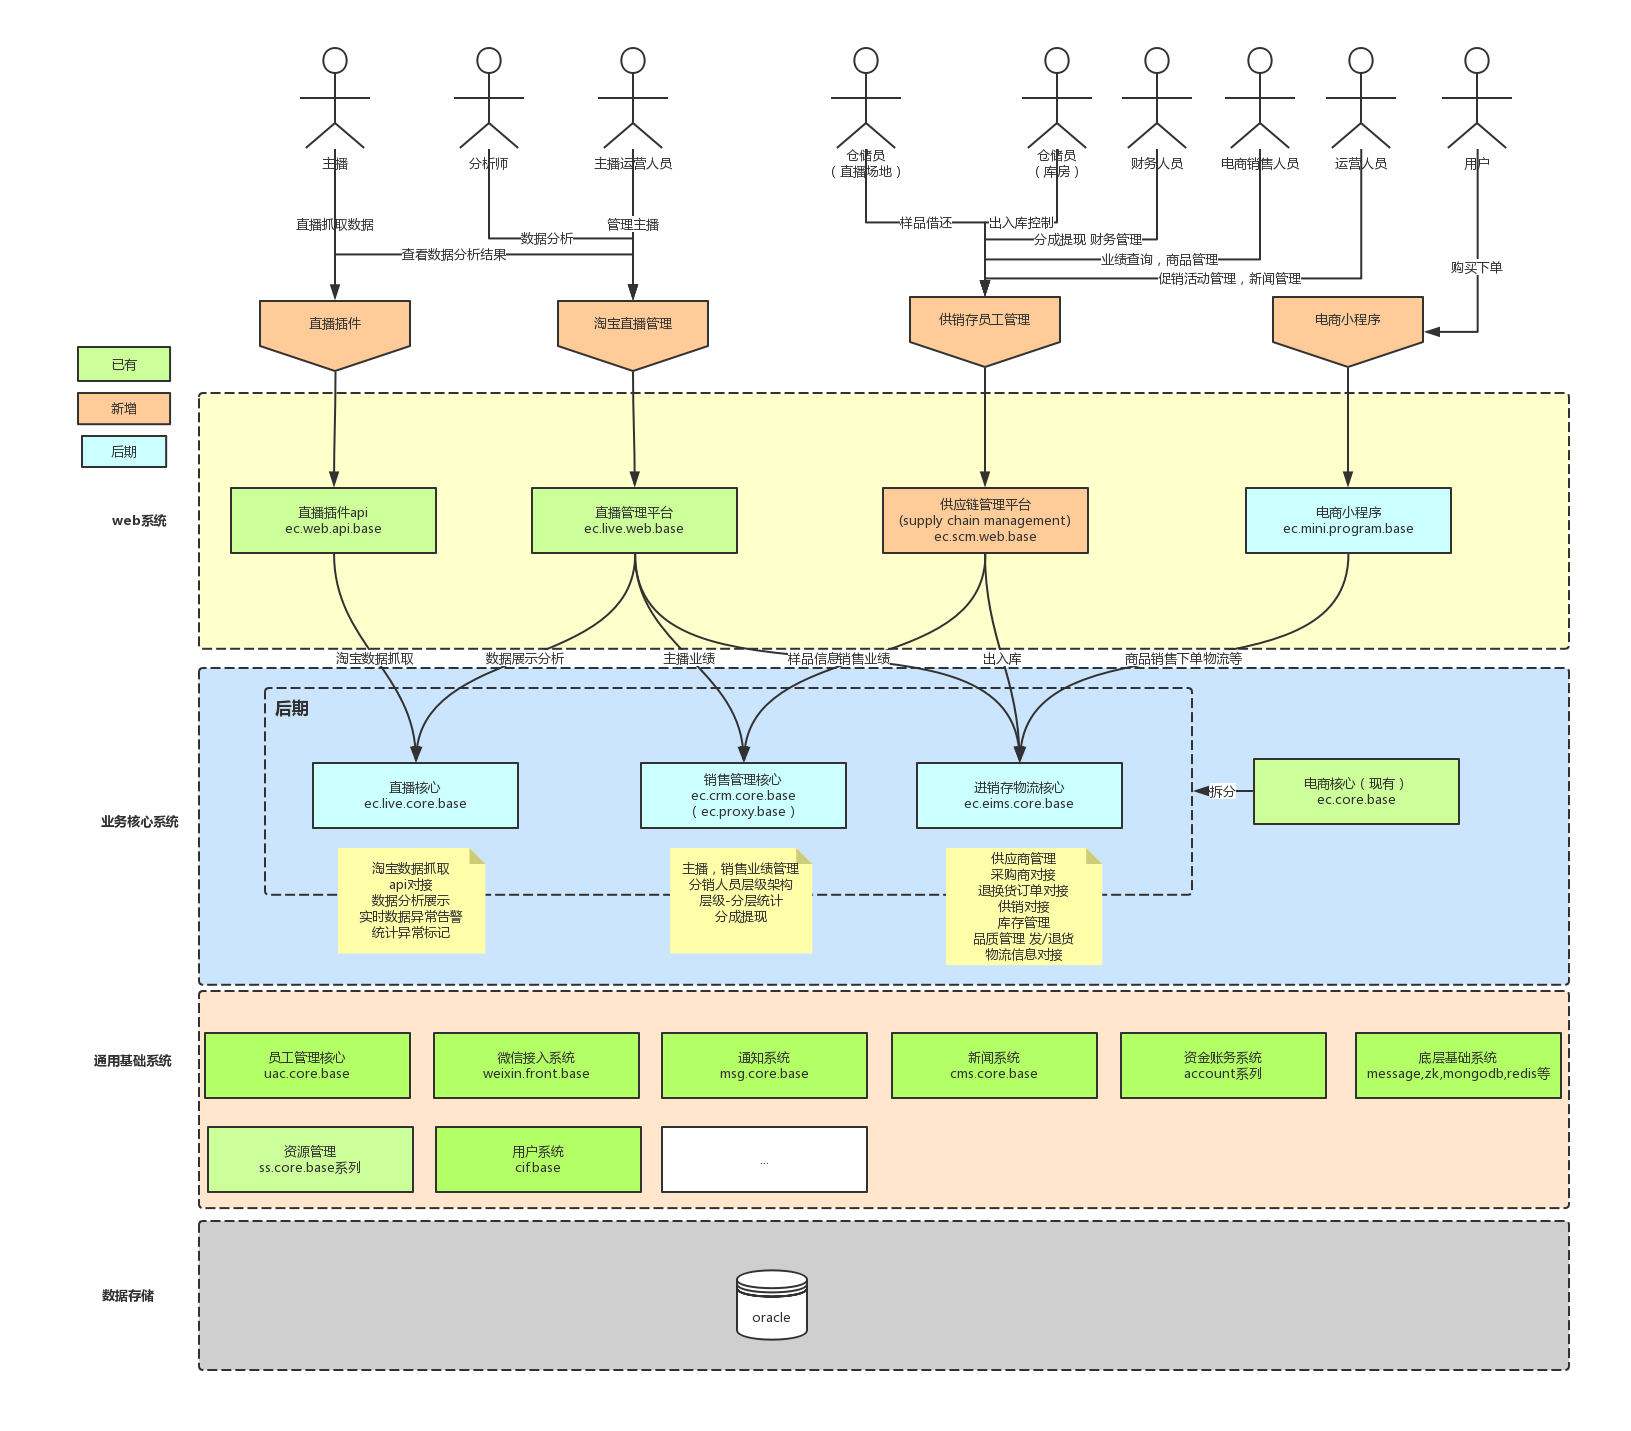 主播
分析师
主播运营人员
仓储员
（直播场地）
仓储员
（库房）
财务人员
电商销售人员
运营人员
用户
直播抓取数据
管理主播
样品借还
出入库控制
数据分析
分成提现 财务管理
查看数据分析结果
业绩查询，商品管理
购买下单
促销活动管理，新闻管理
直播插件
淘宝直播管理
供销存员工管理
电商小程序
已有
新增
后期
web系统
直播插件api
ec.web.api.base
直播管理平台
ec.live.web.base
供应链管理平台
(supply chain management)
ec.scm.web.base
电商小程序
ec.mini.program.base
淘宝数据抓取
数据展示分析
主播业绩
样品信息
销售业绩
出入库
商品销售下单物流等
后期
业务核心系统
直播核心
ec.live.core.base
销售管理核心
ec.crm.core.base
（ec.proxy.base）
进销存物流核心
ec.eims.core.base
拆分
电商核心（现有）
ec.core.base
淘宝数据抓取
api对接
数据分析展示
实时数据异常告警
统计异常标记
主播，销售业绩管理
分销人员层级架构
层级-分层统计
分成提现
供应商管理
采购商对接
退换货订单对接
供销对接
库存管理
品质管理 发/退货
物流信息对接
通用基础系统
员工管理核心
uac.core.base
微信接入系统
weixin.front.base
通知系统
msg.core.base
新闻系统
cms.core.base
资金账务系统
account系列
底层基础系统
message,zk,mongodb,redis等
资源管理
ss.core.base系列
用户系统
cif.base
...
数据存储
oracle